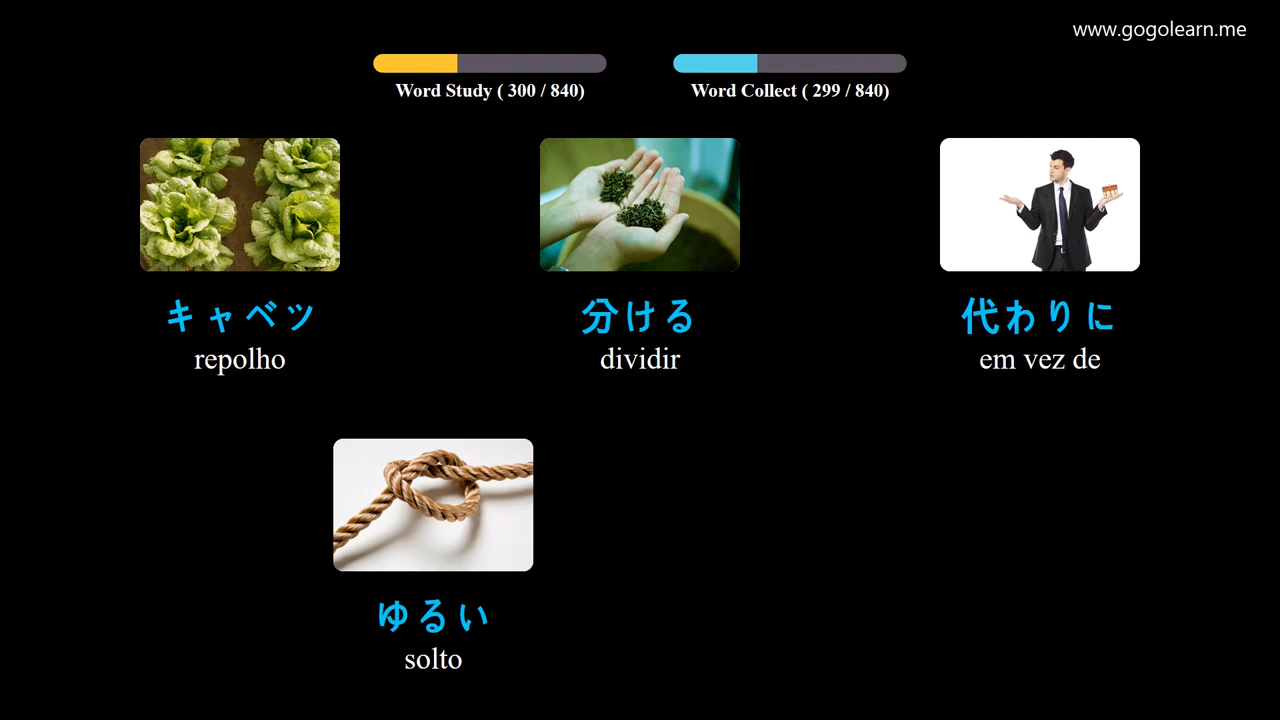 www.gogolearn.me
Word Study ( 300 / 840)
Word Collect ( 299 / 840)
キャベツ
repolho
分ける
dividir
代わりに
em vez de
ゆるい
solto